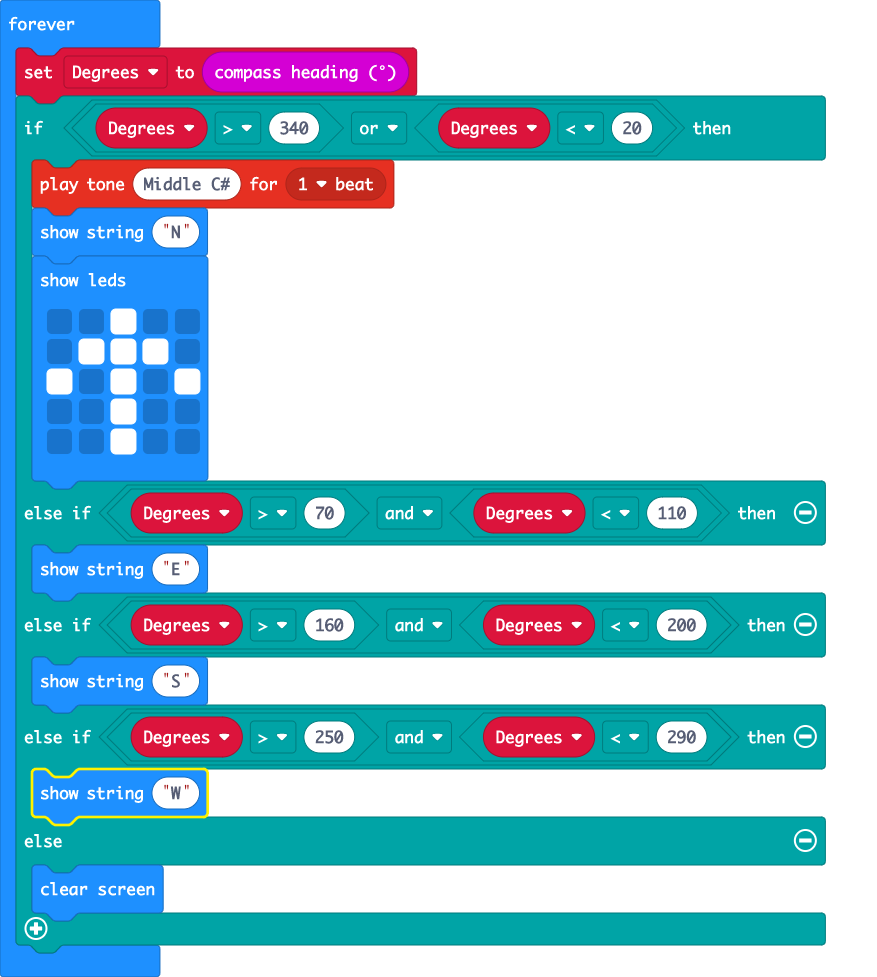 forever
set Degrees to compass heading (°)
if Degrees > 340 or Degrees < 20 then
play tone Middle C# for 1 beat
show string "N"
show leds
else if Degrees > 70 and Degrees < 110 then
show string "E"
else if Degrees > 160 and Degrees < 200 then
show string "S"
else if Degrees > 250 and Degrees < 290 then
show string "W"
else
clear screen